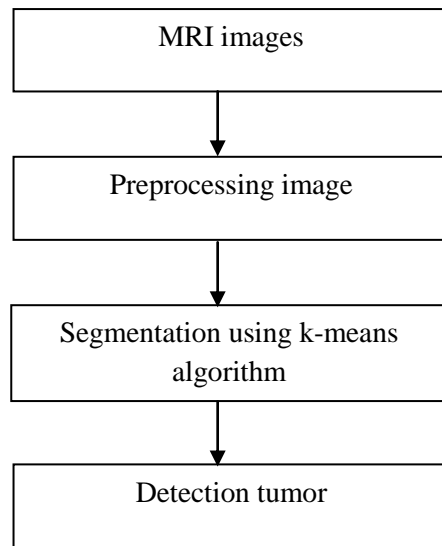 MRI images
Preprocessing image
Segmentation using k-means
algorithm
Detection tumor